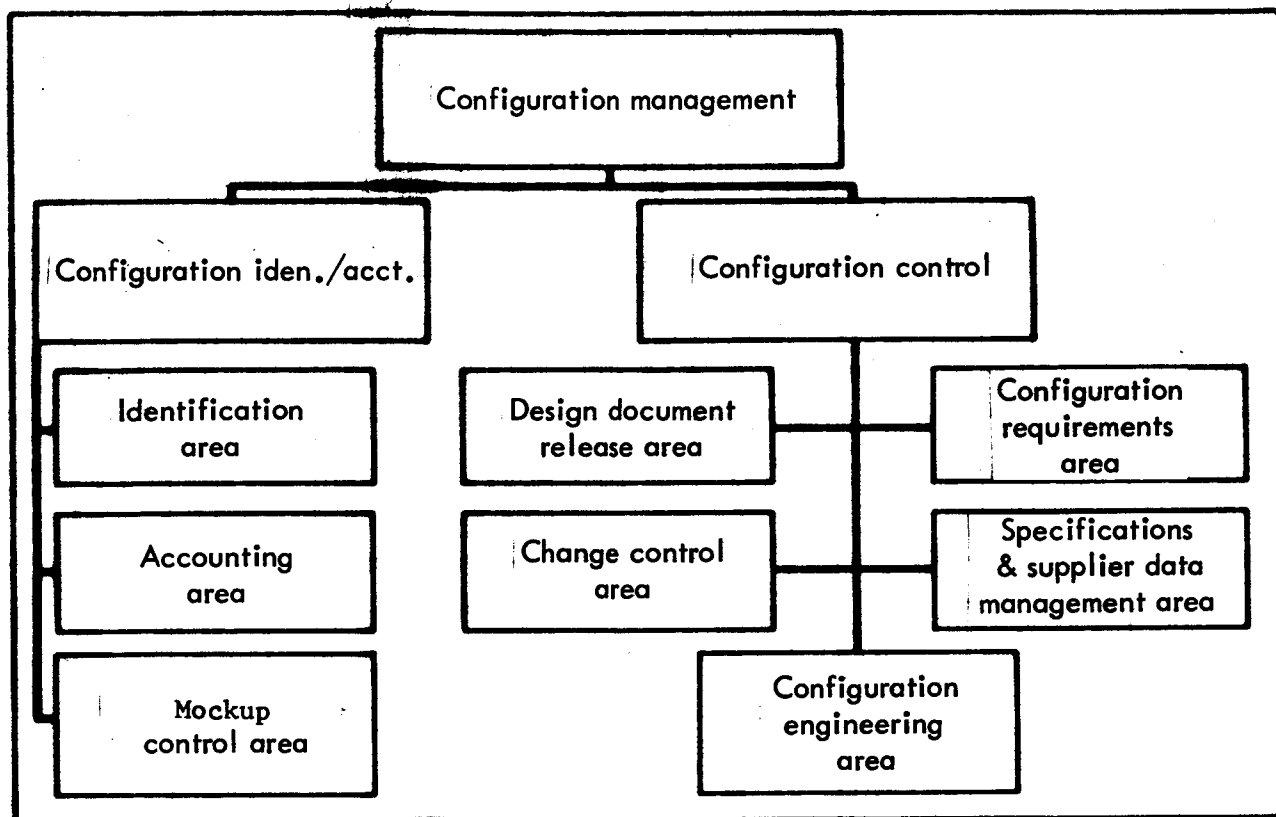 Configuration management
Configuration iden./acct.
Configuration control
Identification
area
Accounting
area
Mockup
control area
Design document
release area
Configuration
requirements
area
Change control
area
Specifications
& supplier data
management area
Configuration
engineering
area